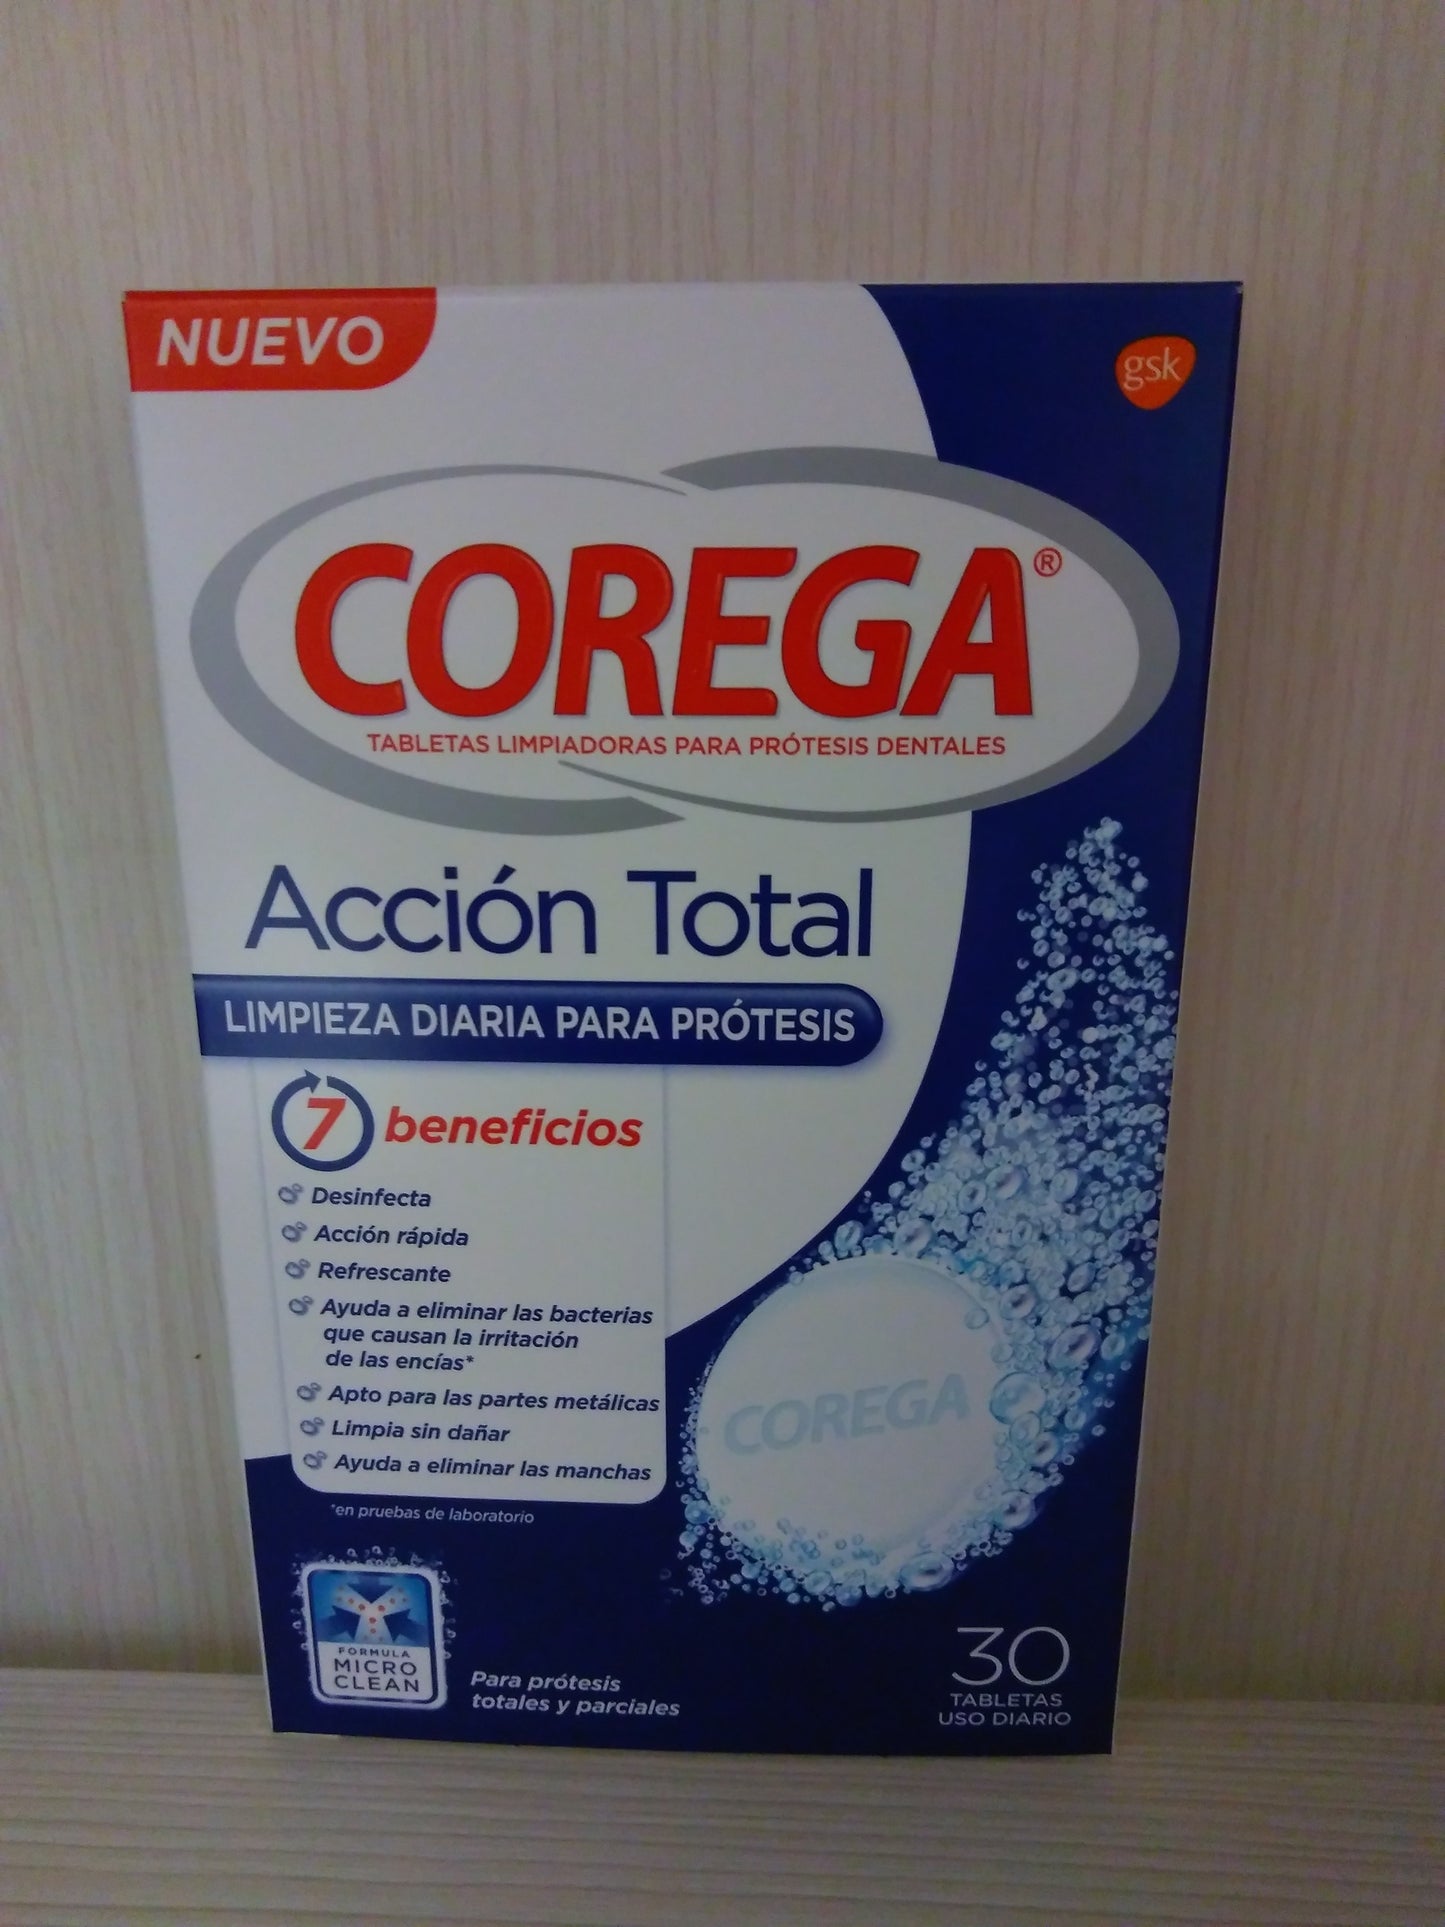 NUEVO
gsk
COREGA®
TABLETAS LIMPIADORAS PARA PRÓTESIS DENTALES
Acción Total
LIMPIEZA DIARIA PARA PRÓTESIS
7 beneficios
Desinfecta
Acción rápida
Refrescante
Ayuda a eliminar las bacterias
que causan la irritación
de las encías*
Apto para las partes metálicas
Limpia sin dañar
Ayuda a eliminar las manchas
*en pruebas de laboratorio
COREGA
FORMULA
MICRO
CLEAN
Para prótesis
totales y parciales
30
TABLETAS
USO DIARIO